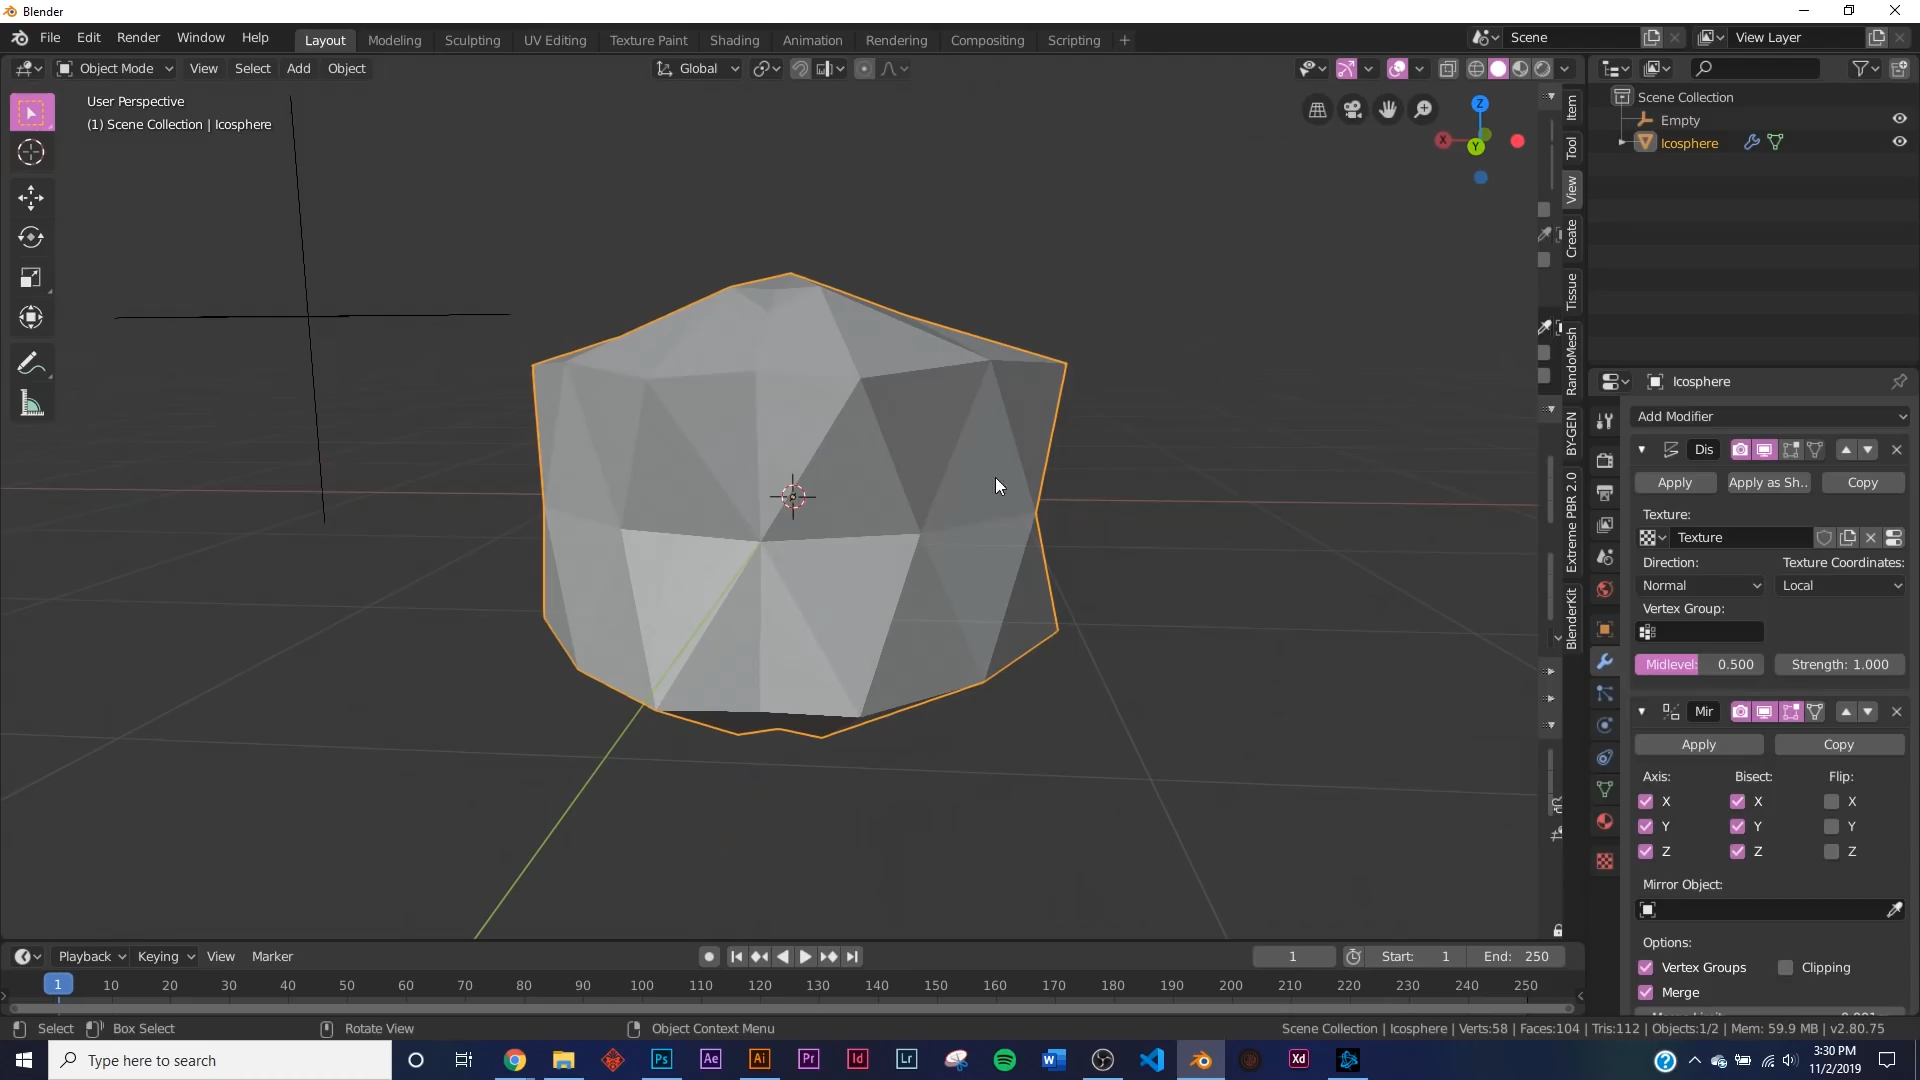 Blender
File Edit Render Window Help
Layout Modeling Sculpting UV Editing Texture Paint Shading Animation Rendering Compositing Scripting
Scene View Layer
Object Mode View Select Add Object Global
User Perspective
(1) Scene Collection | Icosphere
Z
X
Y
Item
Tool
View
Create
Tissue
RandoMesh
BY-GEN
Extreme PBR 2.0
BlenderKit
Scene Collection
Empty
Icosphere
Icosphere
Add Modifier
Dis
Apply Apply as Sh.. Copy
Texture:
Texture
Direction: Texture Coordinates:
Normal Local
Vertex Group:
Midlevel: 0.500 Strength: 1.000
Mir
Apply Copy
Axis: Bisect: Flip:
X X X
Y Y Y
Z Z Z
Mirror Object:
Options:
Vertex Groups Clipping
Merge
Playback Keying View Marker 1 Start: 1 End: 250
1 10 20 30 40 50 60 70 80 90 100 110 120 130 140 150 160 170 180 190 200 210 220 230 240 250
Select Box Select Rotate View Object Context Menu Scene Collection | Icosphere | Verts:58 | Faces:104 | Tris:112 | Objects:1/2 | Mem: 59.9 MB | v2.80.75
Type here to search Ps Ae Ai Pr Id Lr W Xd
3:30 PM
11/2/2019